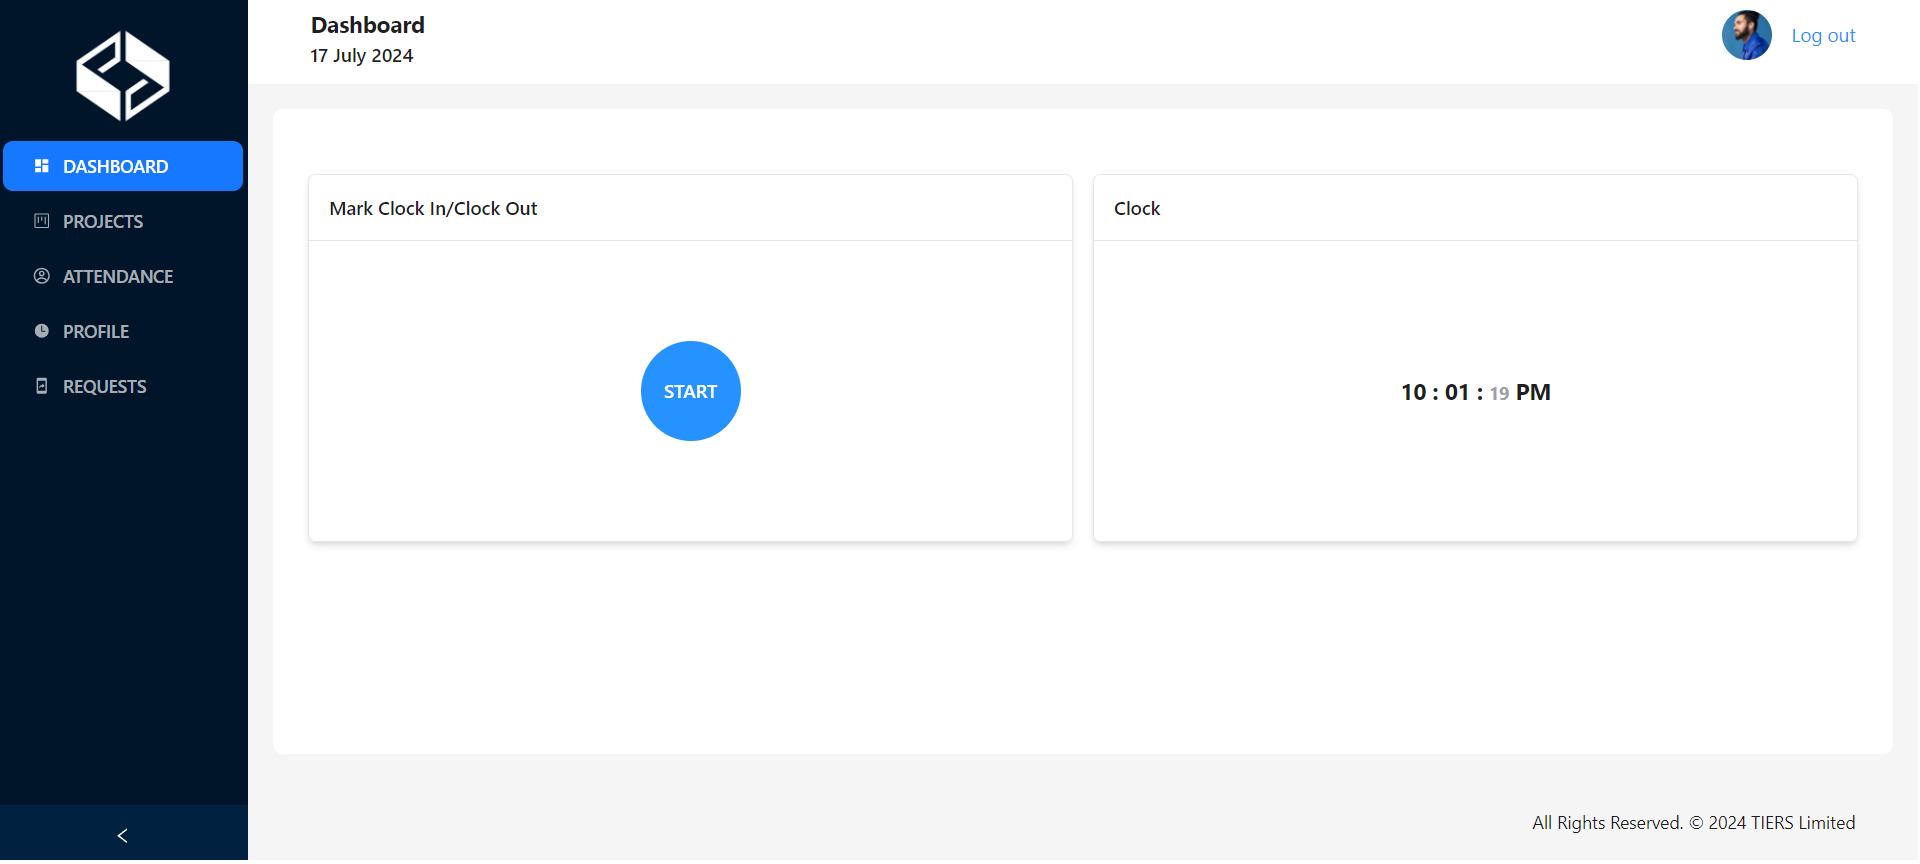 Dashboard
17 July 2024
Log out
DASHBOARD
PROJECTS
ATTENDANCE
PROFILE
REQUESTS
Mark Clock In/Clock Out
START
Clock
10 : 01 : 19 PM
All Rights Reserved. © 2024 TIERS Limited